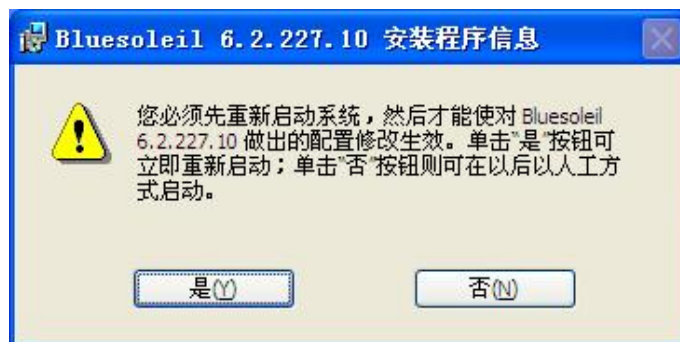 Bluesoleil 6.2.227.10 安装程序信息
您必须先重新启动系统，然后才能使对 Bluesoleil
6.2.227.10 做出的配置修改生效。单击"是"按钮可
立即重新启动；单击"否"按钮则可在以后以人工方
式启动。
是(Y) 否(N)